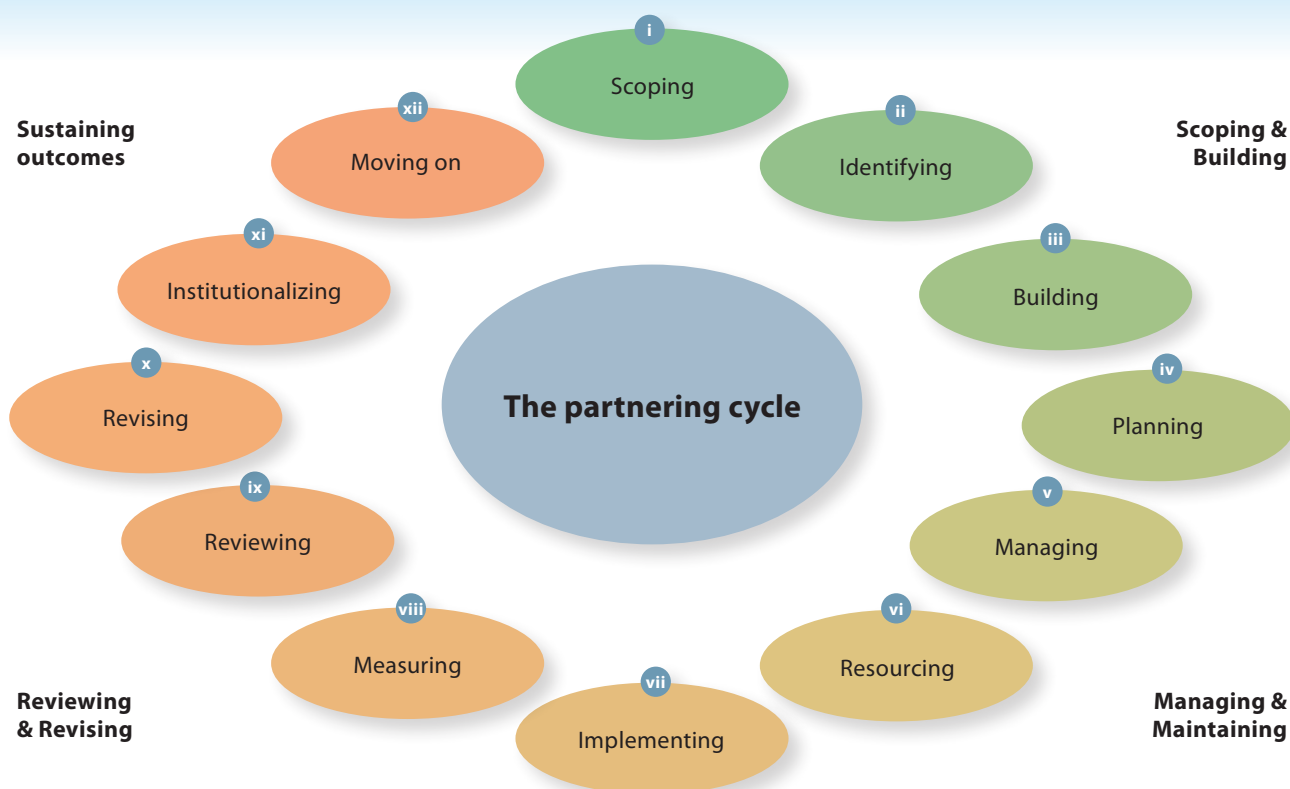 i
Scoping
xii
Moving on
ii
Identifying
Sustaining
outcomes
Scoping &
Building
xi
Institutionalizing
iii
Building
The partnering cycle
x
Revising
iv
Planning
ix
Reviewing
v
Managing
viii
Measuring
vi
Resourcing
vii
Implementing
Reviewing
& Revising
Managing &
Maintaining